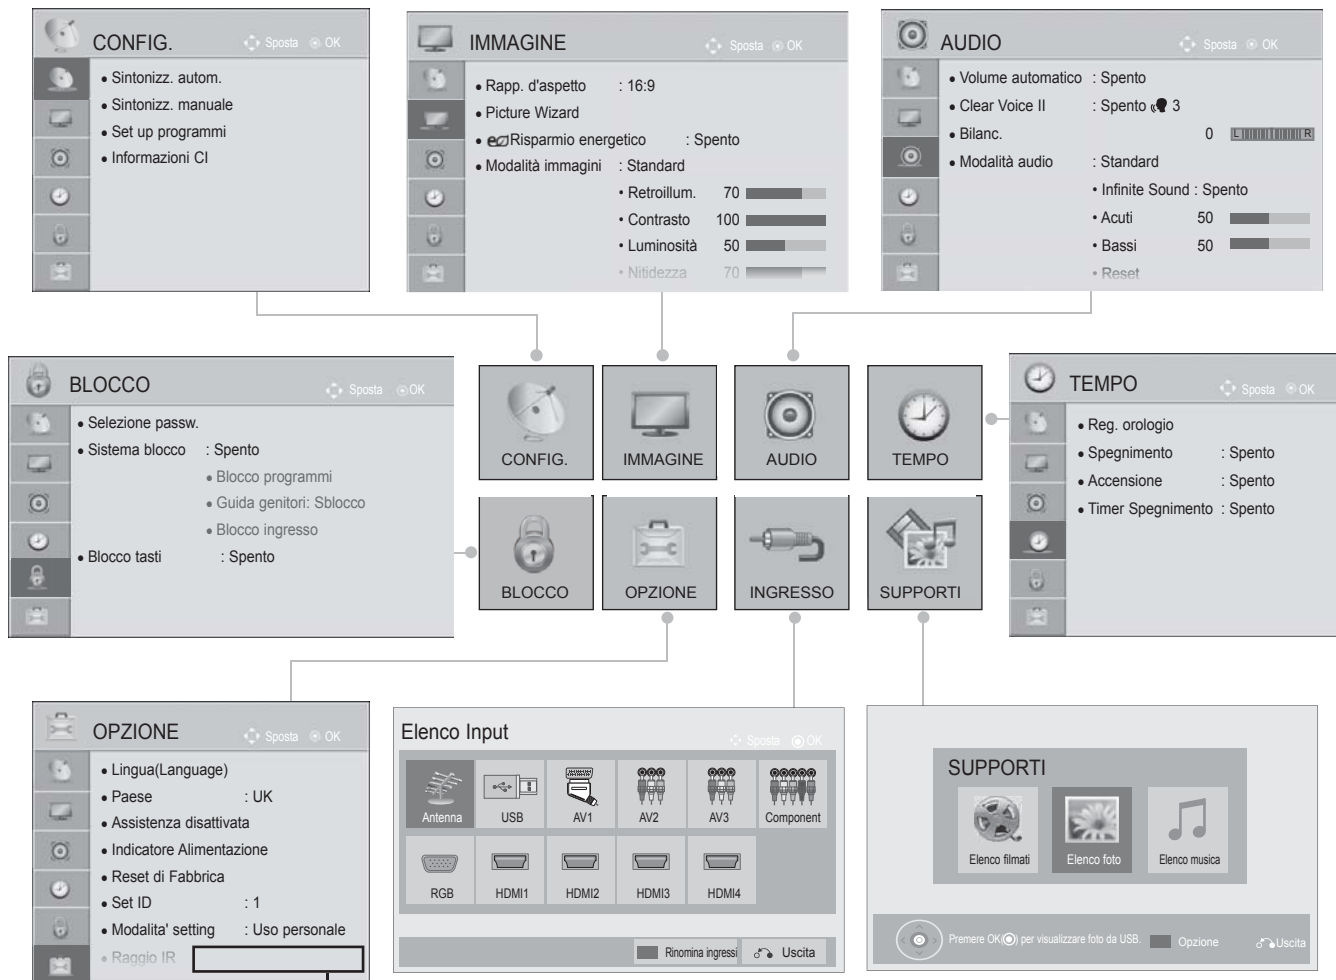 CONFIG.
Sposta OK
• Sintonizz. autom.
• Sintonizz. manuale
• Set up programmi
• Informazioni CI
IMMAGINE
Sposta OK
• Rapp. d'aspetto : 16:9
• Picture Wizard
• Risparmio energetico : Spento
• Modalità immagini : Standard
• Retroillum. 70
• Contrasto 100
• Luminosità 50
• Nitidezza 70
AUDIO
Sposta OK
• Volume automatico : Spento
• Clear Voice II : Spento 3
• Bilanc. 0 L R
• Modalità audio : Standard
• Infinite Sound : Spento
• Acuti 50
• Bassi 50
• Reset
BLOCCO
Sposta OK
• Selezione passw.
• Sistema blocco : Spento
• Blocco programmi
• Guida genitori: Sblocco
• Blocco ingresso
• Blocco tasti : Spento
CONFIG.
IMMAGINE
AUDIO
TEMPO
BLOCCO
OPZIONE
INGRESSO
SUPPORTI
TEMPO
Sposta OK
• Reg. orologio
• Spegnimento : Spento
• Accensione : Spento
• Timer Spegnimento : Spento
OPZIONE
Sposta OK
• Lingua(Language)
• Paese : UK
• Assistenza disattivata
• Indicatore Alimentazione
• Reset di Fabbrica
• Set ID : 1
• Modalita' setting : Uso personale
• Raggio IR
Elenco Input
Sposta OK
Antenna USB AV1 AV2 AV3 Component
RGB HDMI1 HDMI2 HDMI3 HDMI4
Rinomina ingressi Uscita
SUPPORTI
Elenco filmati Elenco foto Elenco musica
Premere OK() per visualizzare foto da USB. Opzione Uscita